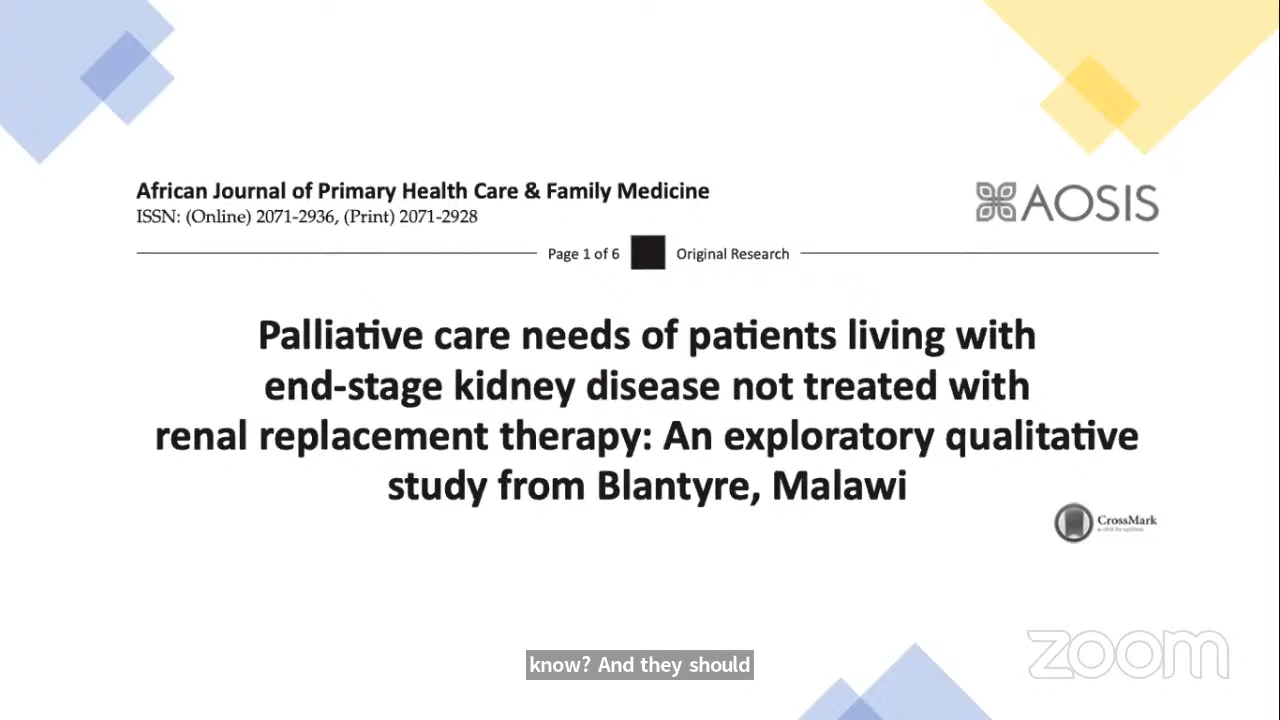 African Journal of Primary Health Care & Family Medicine
ISSN: (Online) 2071-2936, (Print) 2071-2928
AOSIS
Page 1 of 6 Original Research
Palliative care needs of patients living with
end-stage kidney disease not treated with
renal replacement therapy: An exploratory qualitative
study from Blantyre, Malawi
CrossMark
know? And they should
zoom